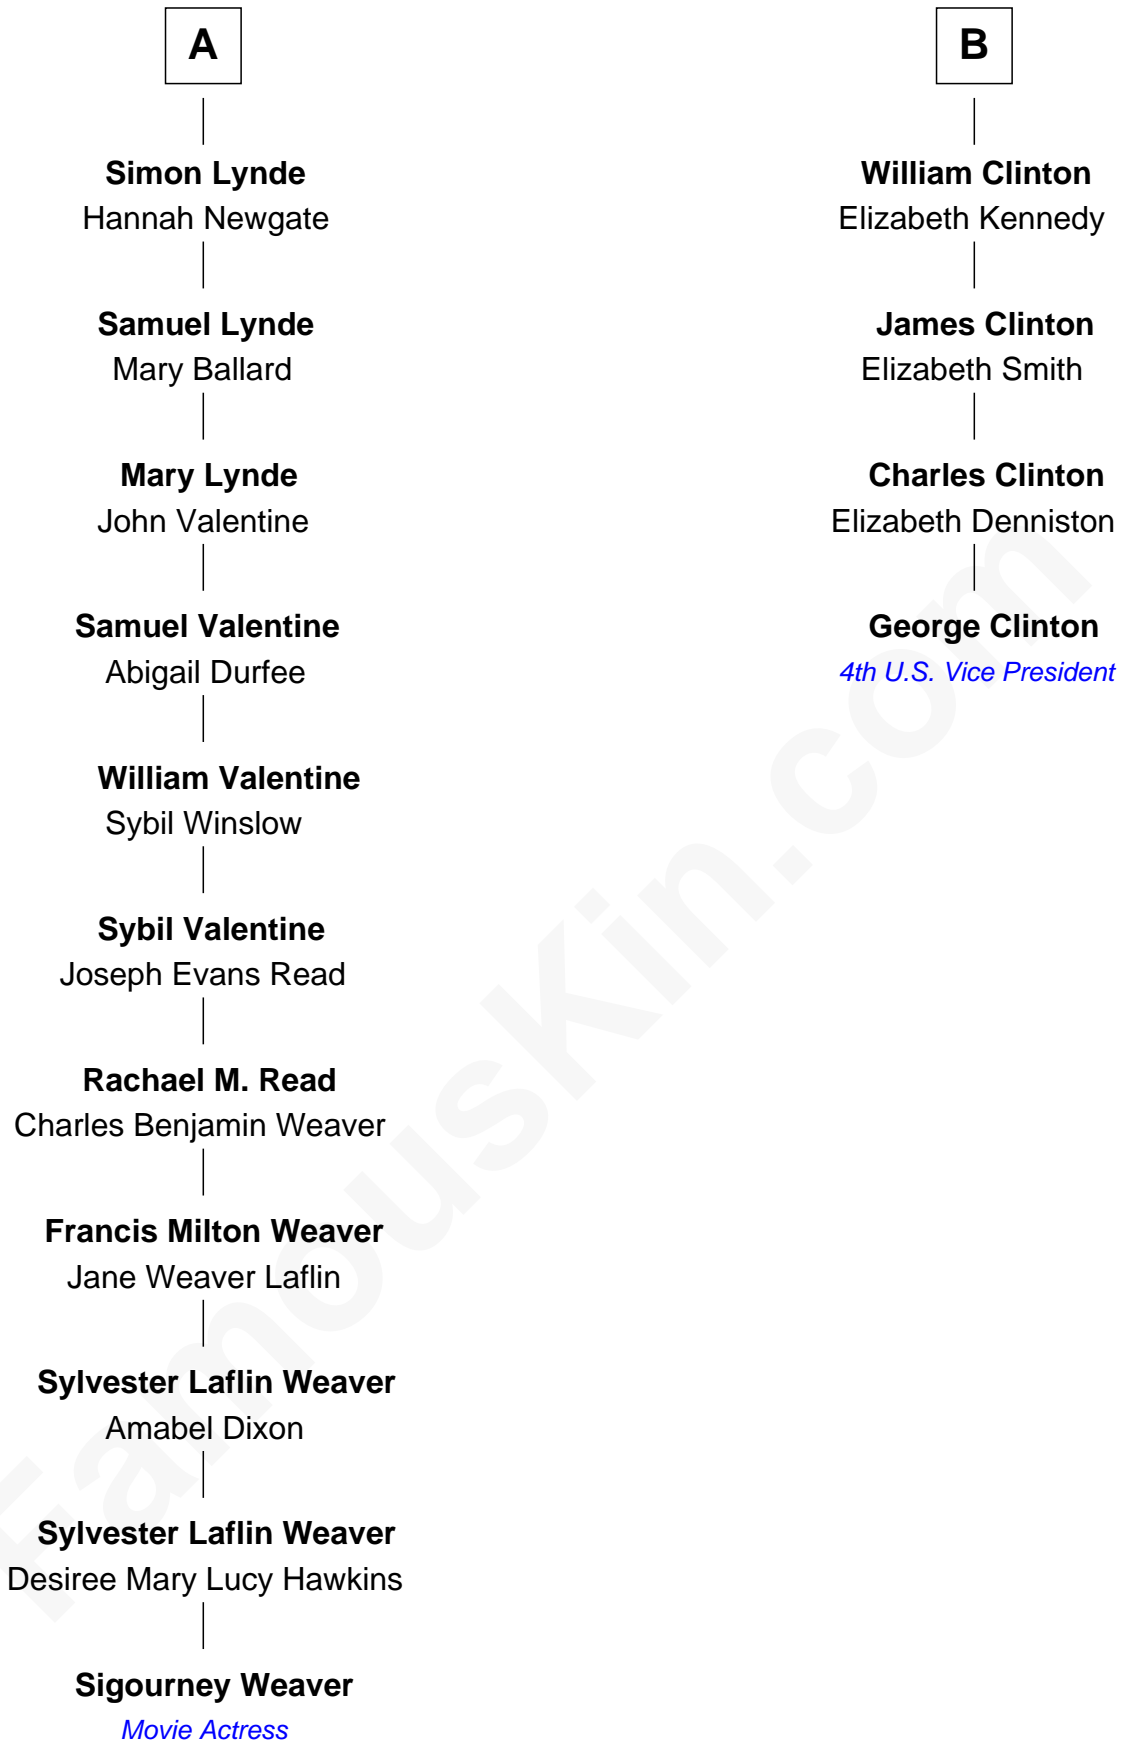 A
Simon Lynde
Hannah Newgate
Samuel Lynde
Mary Ballard
Mary Lynde
John Valentine
Samuel Valentine
Abigail Durfee
William Valentine
Sybil Winslow
Sybil Valentine
Joseph Evans Read
Rachael M. Read
Charles Benjamin Weaver
Francis Milton Weaver
Jane Weaver Laflin
Sylvester Laflin Weaver
Amabel Dixon
Sylvester Laflin Weaver
Desiree Mary Lucy Hawkins
Sigourney Weaver
Movie Actress
B
William Clinton
Elizabeth Kennedy
James Clinton
Elizabeth Smith
Charles Clinton
Elizabeth Denniston
George Clinton
4th U.S. Vice President
FamousKin.com